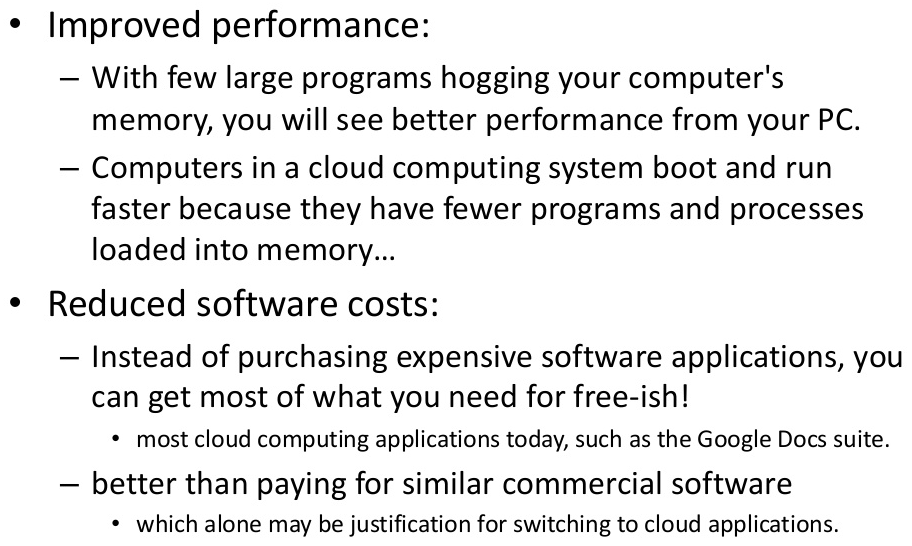 • Improved performance:
– With few large programs hogging your computer's
memory, you will see better performance from your PC.
– Computers in a cloud computing system boot and run
faster because they have fewer programs and processes
loaded into memory…
• Reduced software costs:
– Instead of purchasing expensive software applications, you
can get most of what you need for free-ish!
• most cloud computing applications today, such as the Google Docs suite.
– better than paying for similar commercial software
• which alone may be justification for switching to cloud applications.